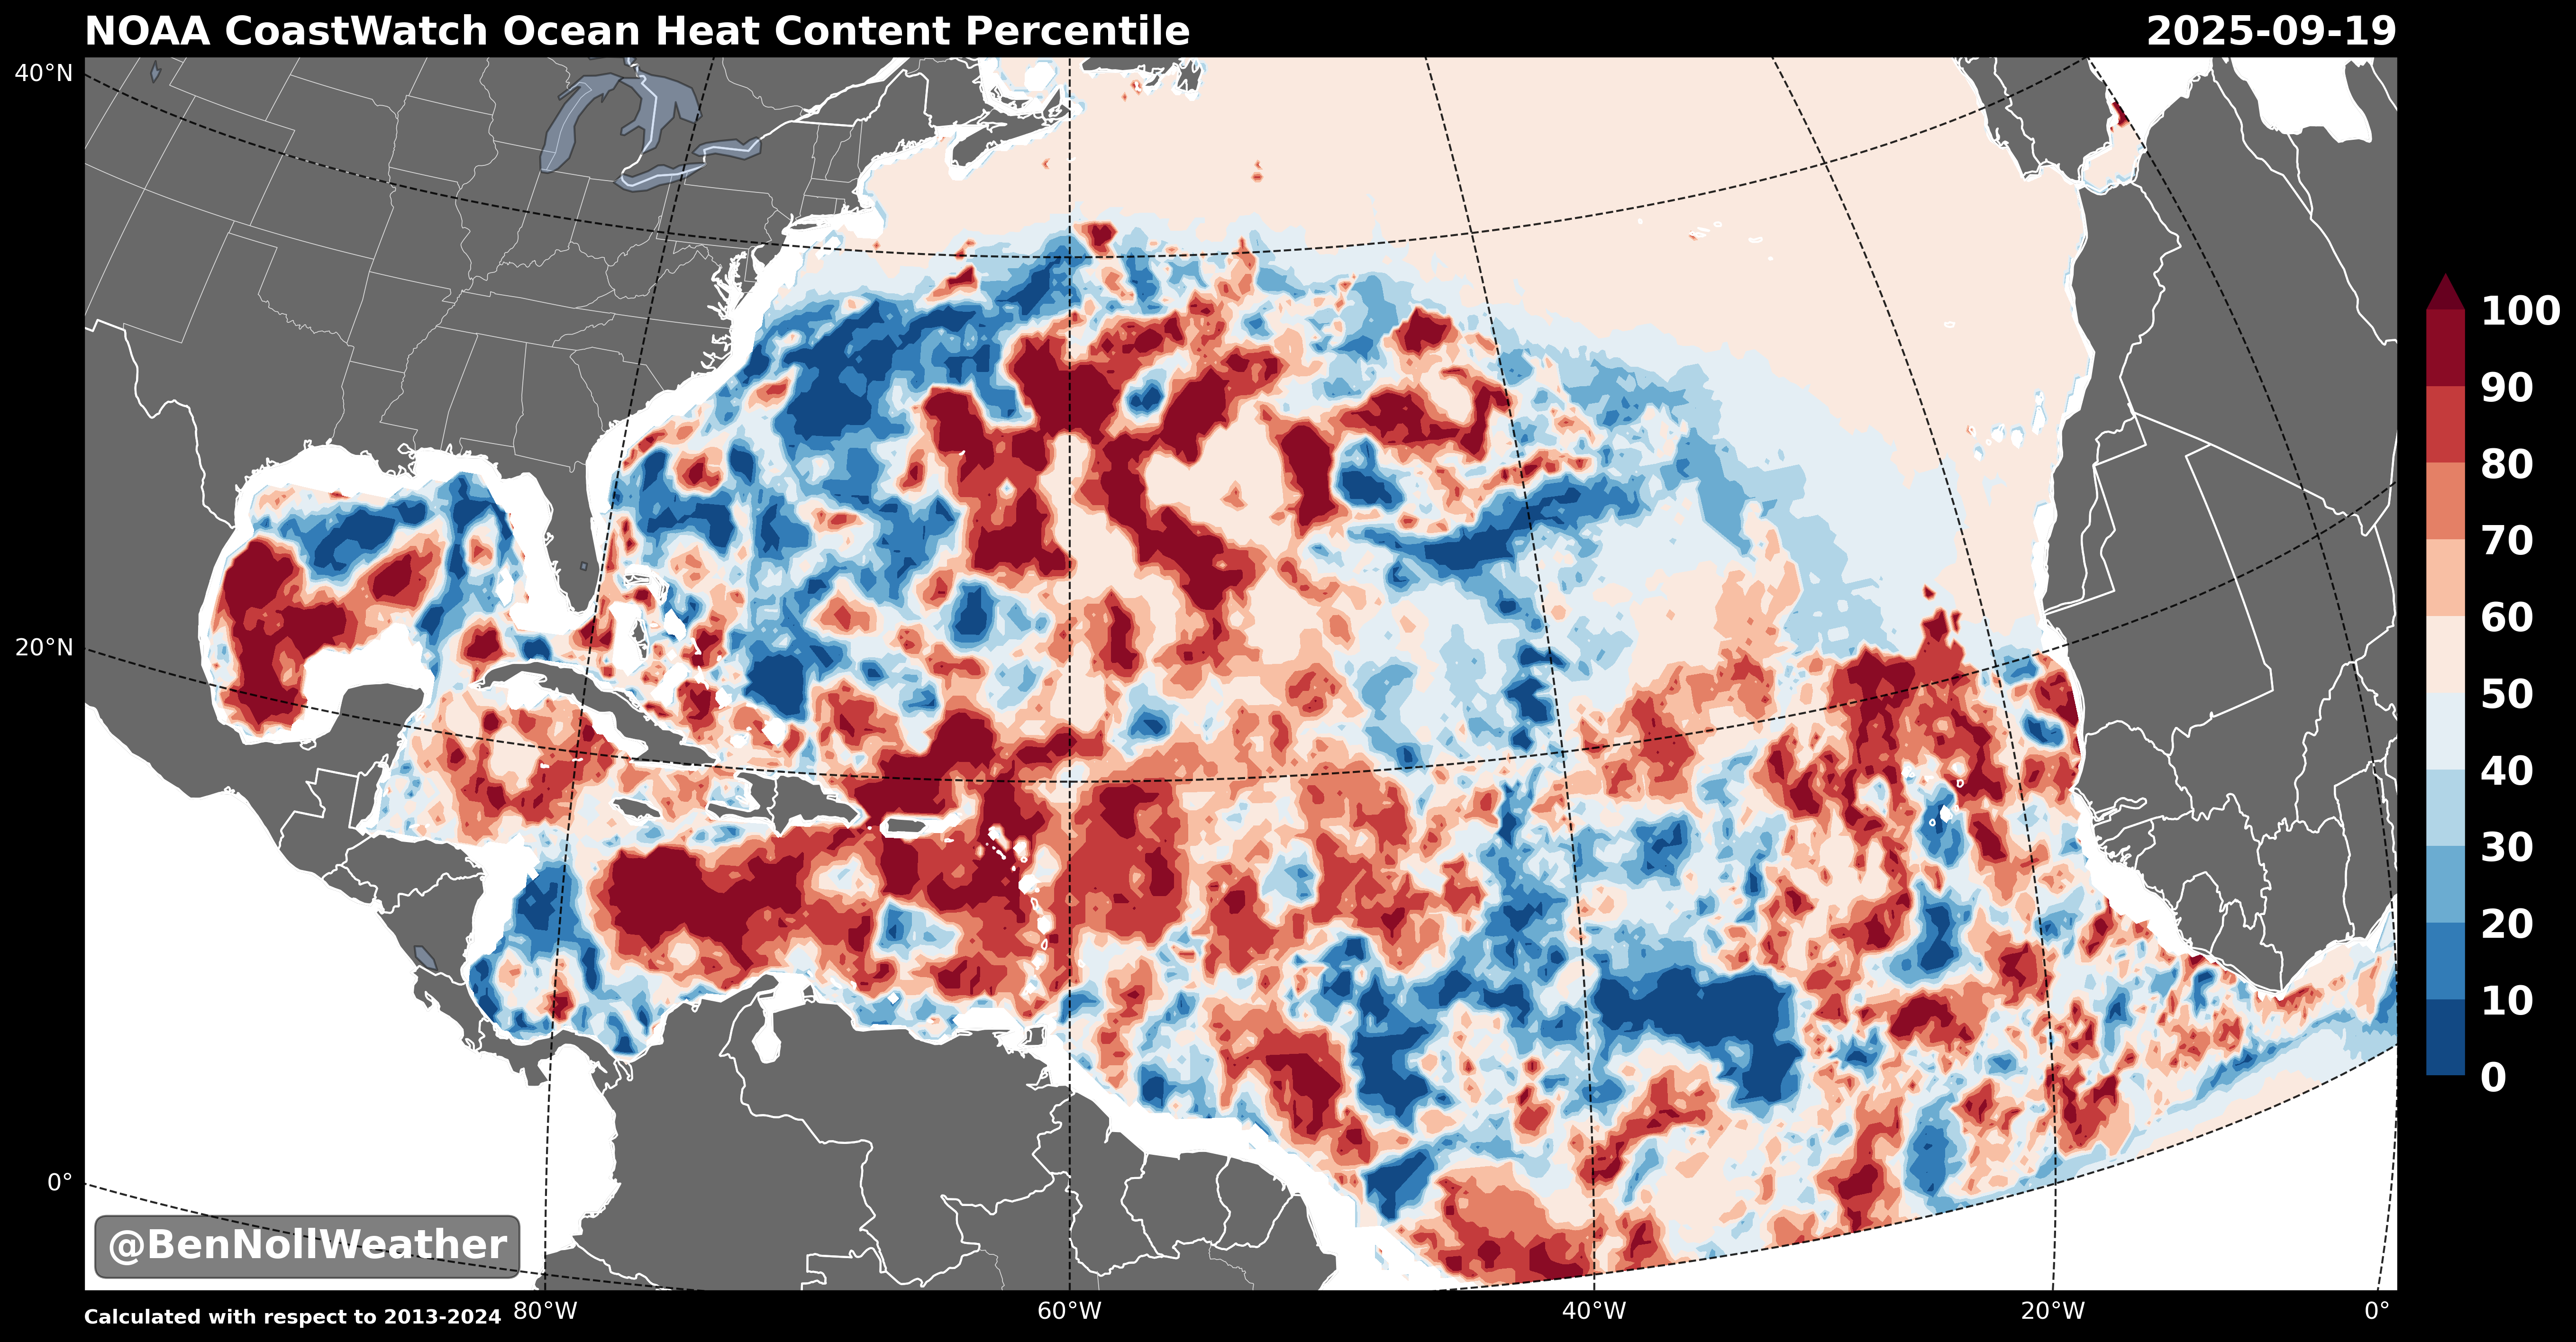 NOAA CoastWatch Ocean Heat Content Percentile
2025-09-19
40°N
20°N
0°
100
90
80
70
60
50
40
30
20
10
0
@BenNollWeather
Calculated with respect to 2013-2024
80°W
60°W
40°W
20°W
0°